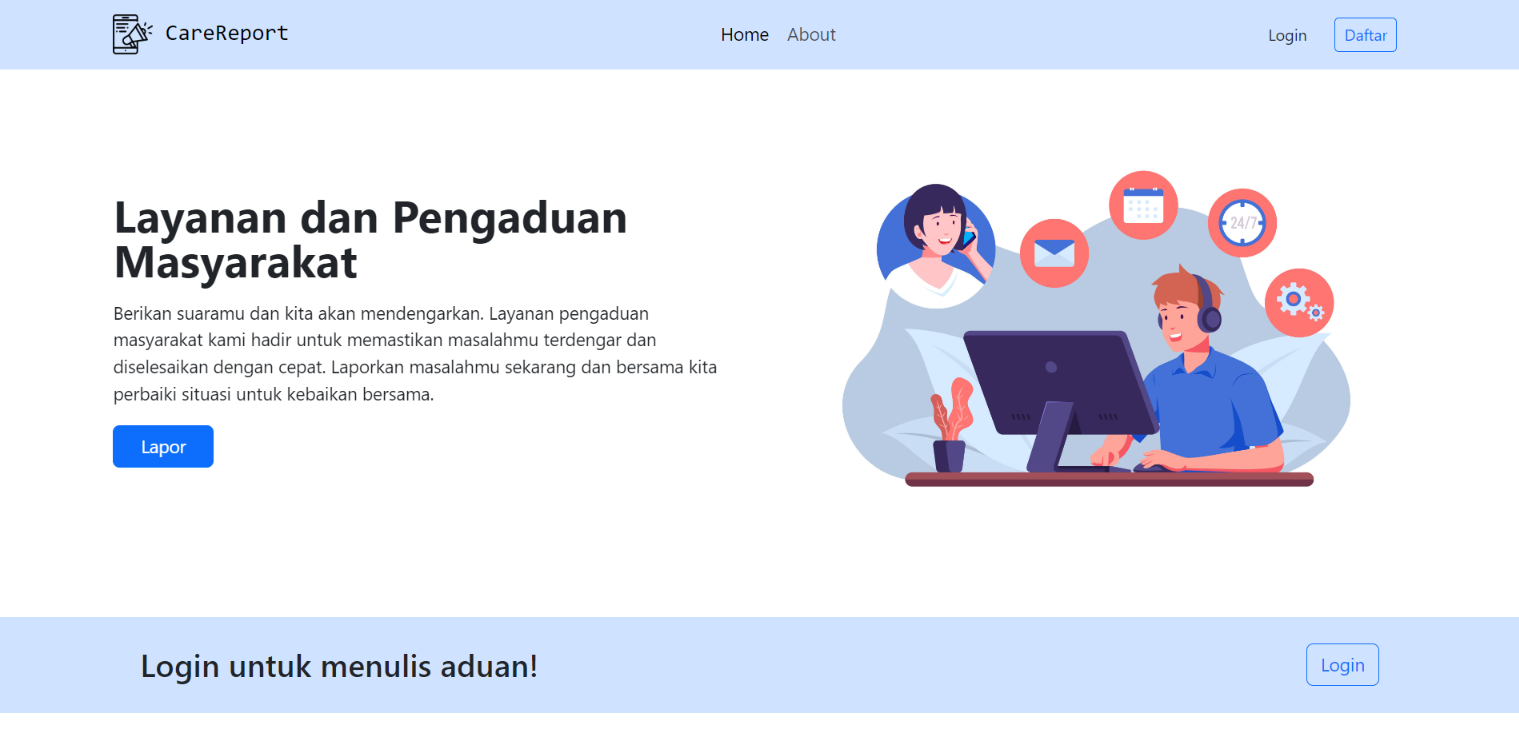 CareReport
Home About
Login Daftar
Layanan dan Pengaduan
Masyarakat
Berikan suaramu dan kita akan mendengarkan. Layanan pengaduan
masyarakat kami hadir untuk memastikan masalahmu terdengar dan
diselesaikan dengan cepat. Laporkan masalahmu sekarang dan bersama kita
perbaiki situasi untuk kebaikan bersama.
Lapor
24/7
Login untuk menulis aduan!
Login